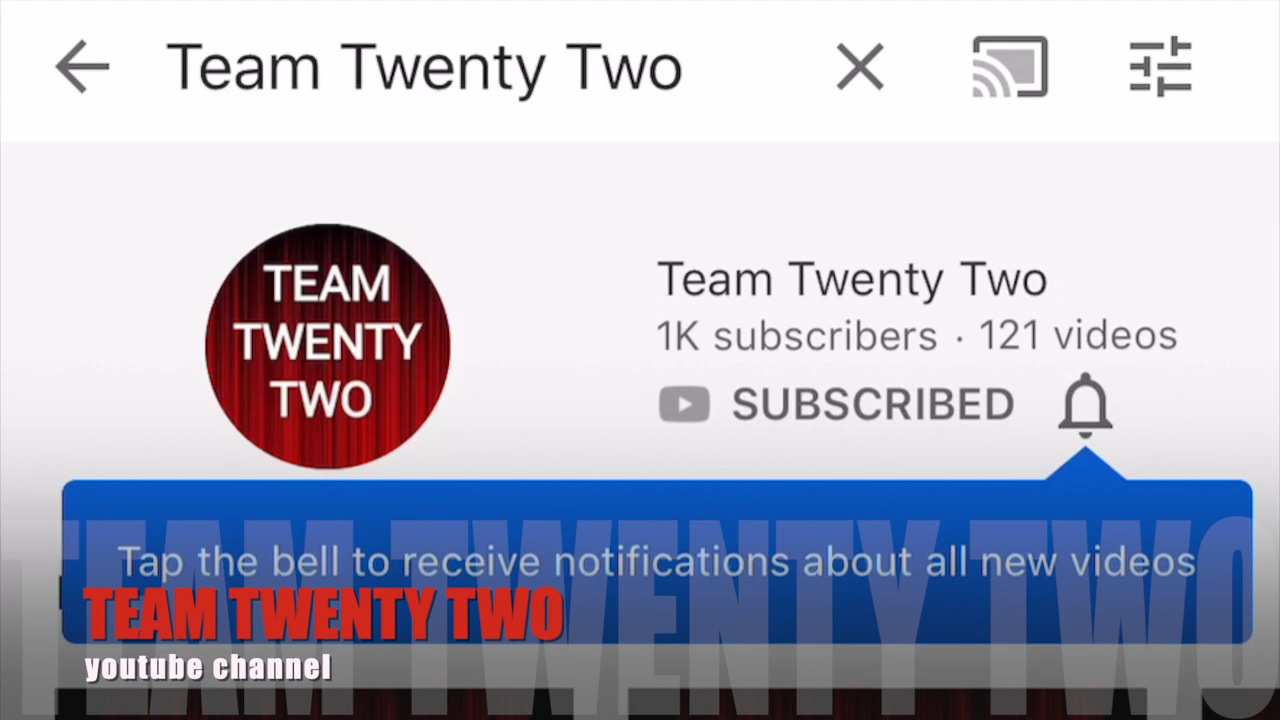 Team Twenty Two
TEAM
TWENTY
TWO
Team Twenty Two
1K subscribers · 121 videos
SUBSCRIBED
Tap the bell to receive notifications about all new videos
TEAM TWENTY TWO
TEAM TWENTY TWO
youtube channel